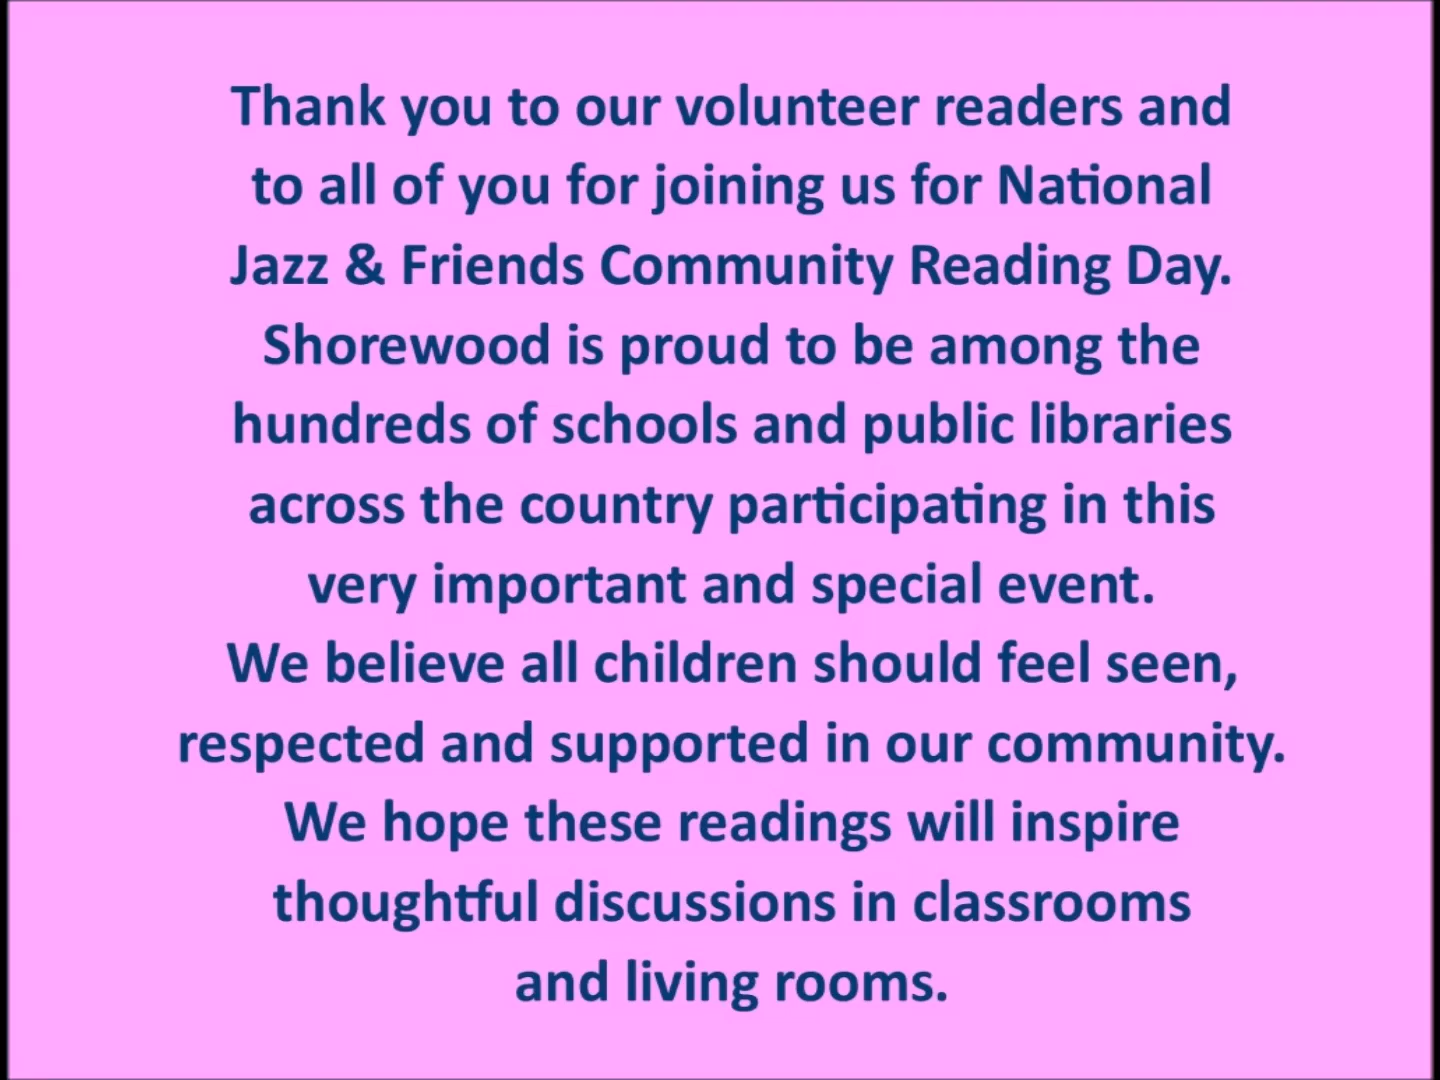 Thank you to our volunteer readers and
to all of you for joining us for National
Jazz & Friends Community Reading Day.
Shorewood is proud to be among the
hundreds of schools and public libraries
across the country participating in this
very important and special event.
We believe all children should feel seen,
respected and supported in our community.
We hope these readings will inspire
thoughtful discussions in classrooms
and living rooms.